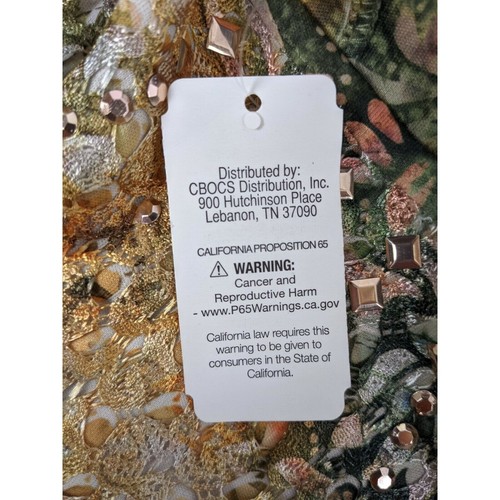 Distributed by:
CBOCS Distribution, Inc.
900 Hutchinson Place
Lebanon, TN 37090
CALIFORNIA PROPOSITION 65
⚠ WARNING:
Cancer and
Reproductive Harm
- www.P65Warnings.ca.gov
California law requires this
warning to be given to
consumers in the State of
California.